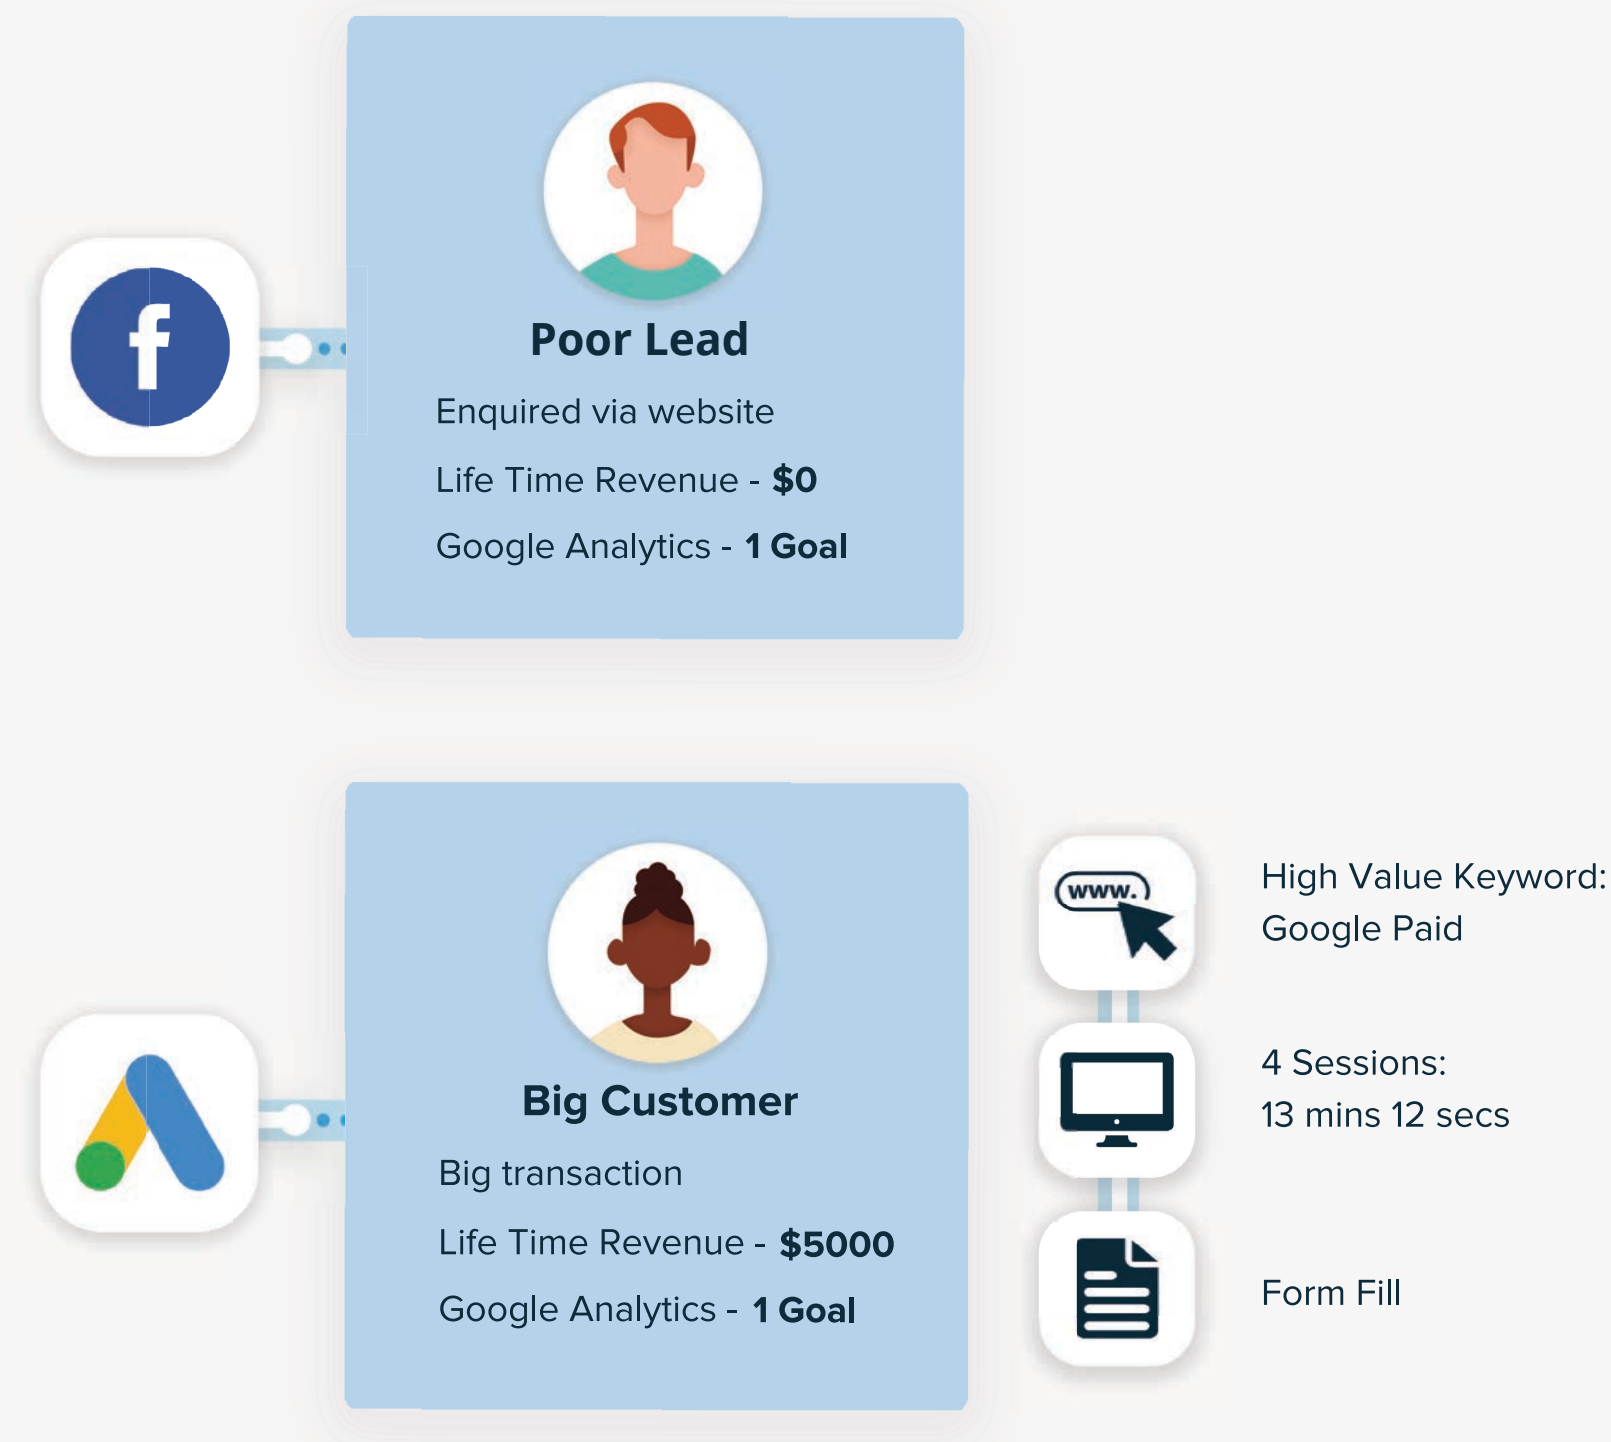 f
Poor Lead
Enquired via website
Life Time Revenue - $0
Google Analytics - 1 Goal
Big Customer
Big transaction
Life Time Revenue - $5000
Google Analytics - 1 Goal
www.
High Value Keyword:
Google Paid
4 Sessions:
13 mins 12 secs
Form Fill